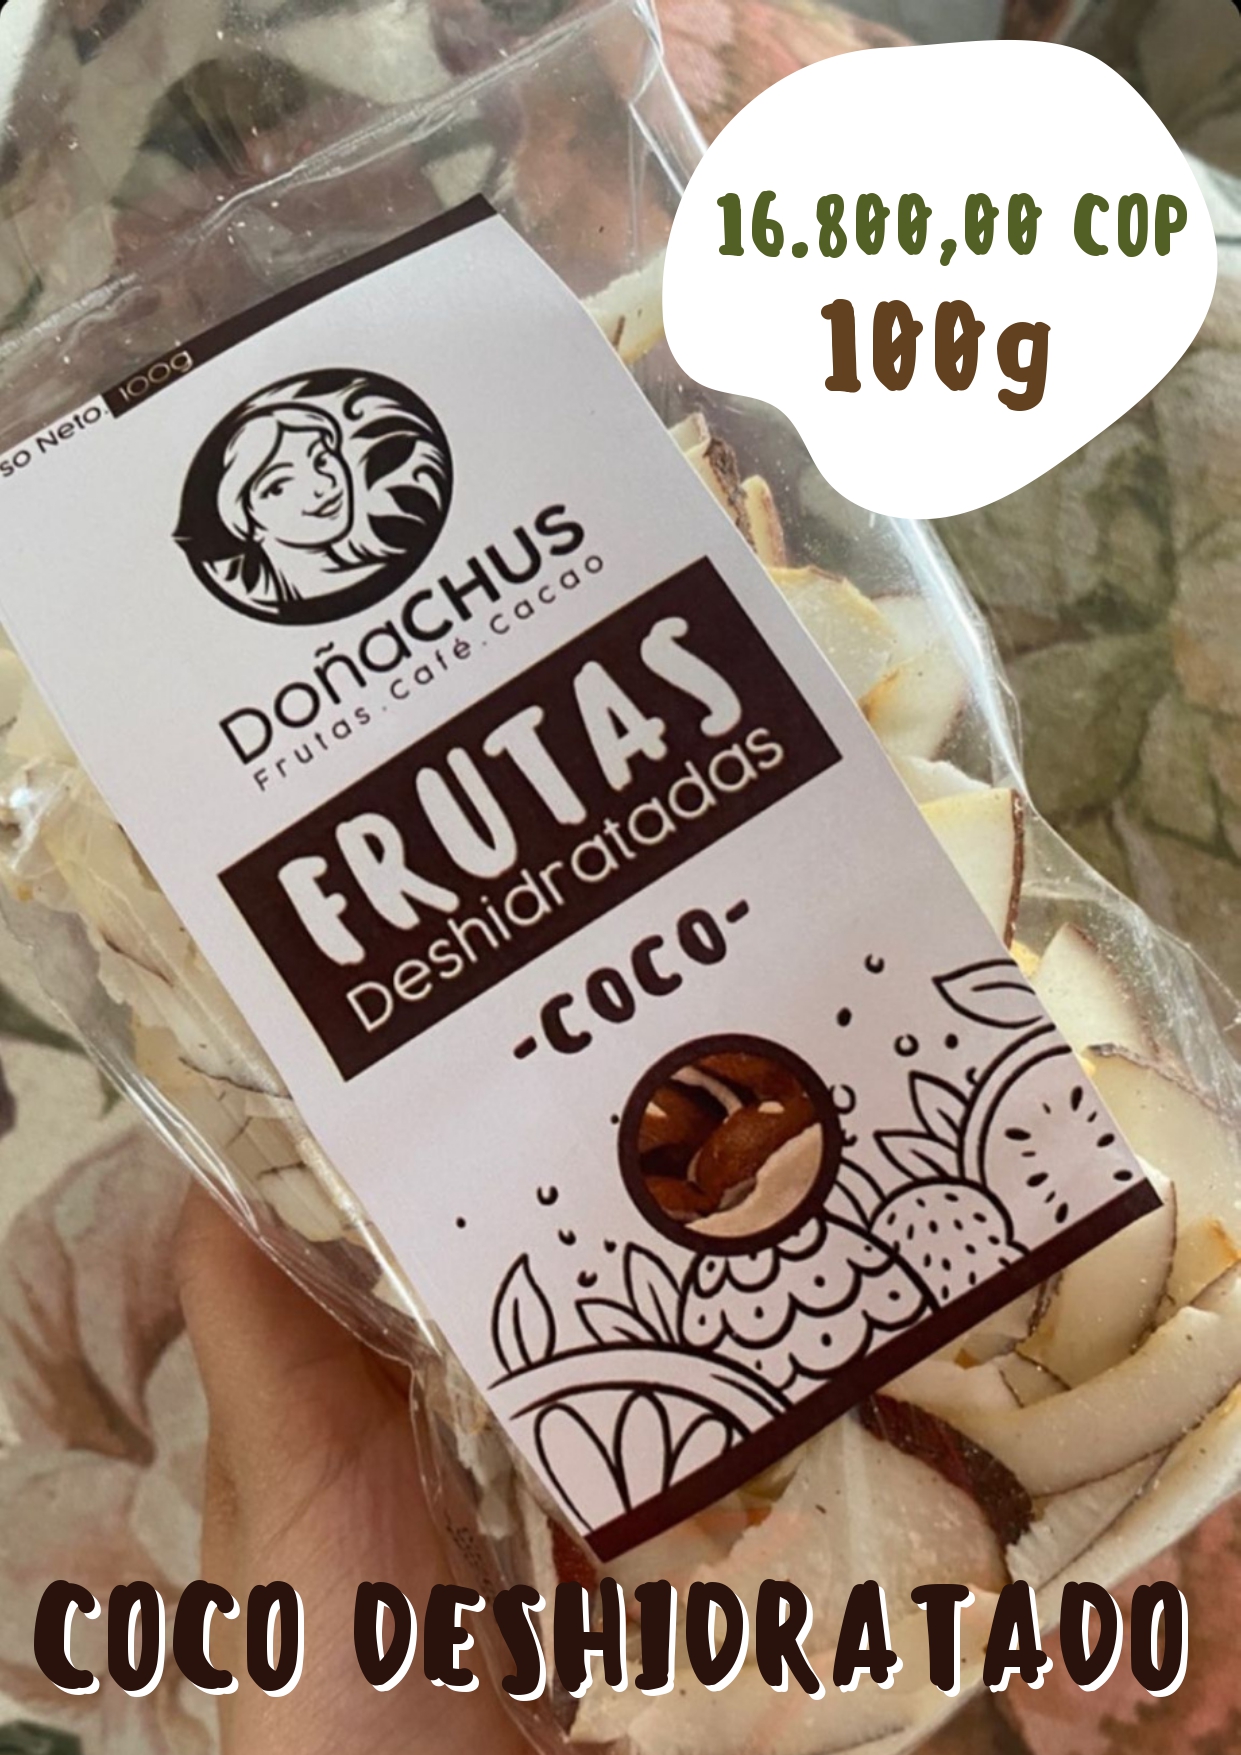 16.800,00 COP
100g
so Neto. 100g
DoñaCHUS
Frutas.Café.Cacao
FRUTAS
Deshidratadas
-COCO-
COCO DESHIDRATADO